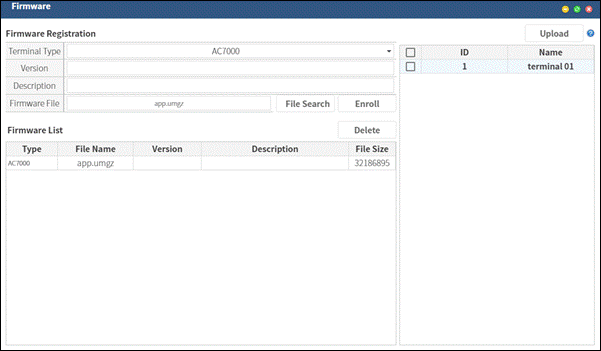 Firmware
Firmware Registration
Upload
Terminal Type
AC7000
Version
Description
Firmware File
app.umgz
File Search
Enroll
Firmware List
Delete
Type File Name Version Description File Size
AC7000 app.umgz 32186895
ID Name
1 terminal 01